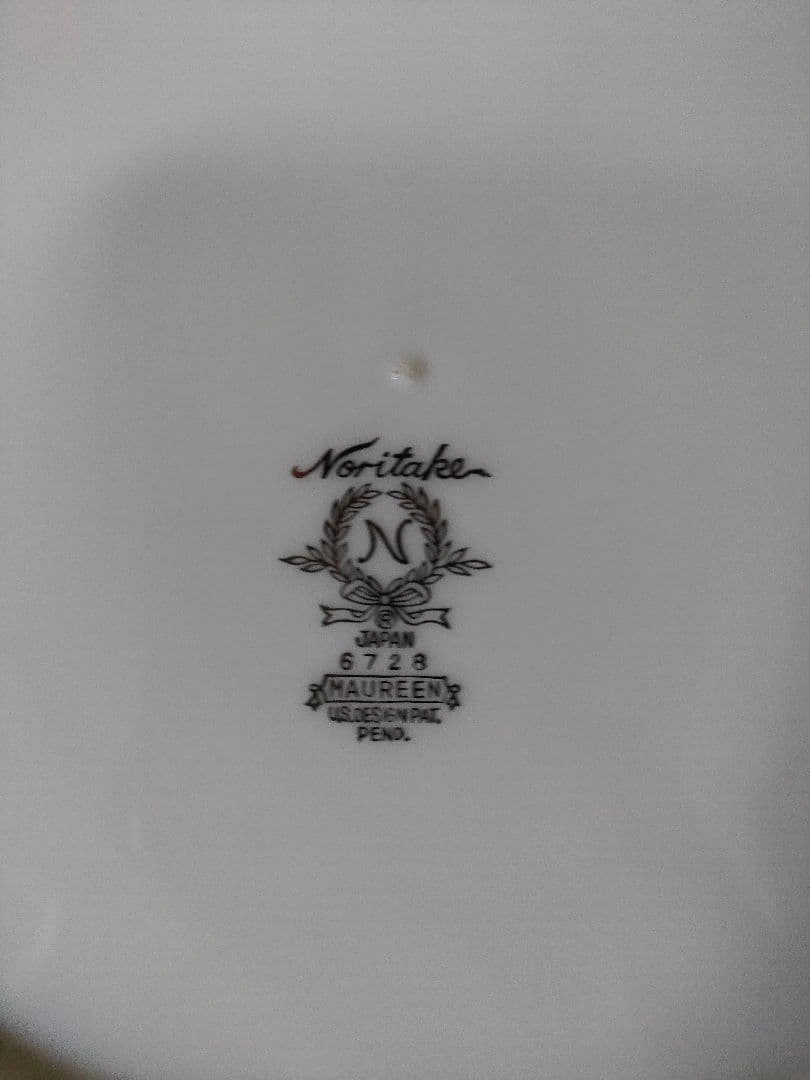 Noritake
N
®
JAPAN
6728
MAUREEN
U.S.DESIGN PAT.
PEND.